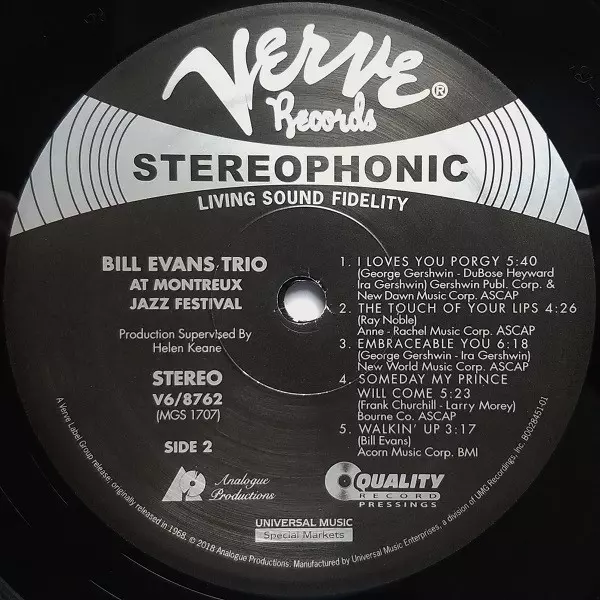 Verve®
Records
STEREOPHONIC
LIVING SOUND FIDELITY
BILL EVANS TRIO
AT MONTREUX
JAZZ FESTIVAL
Production Supervised By
Helen Keane
STEREO
V6/8762
(MGS 1707)
SIDE 2
1. I LOVES YOU PORGY 5:40
(George Gershwin - DuBose Heyward
Ira Gershwin) Gershwin Publ. Corp. &
New Dawn Music Corp. ASCAP
2. THE TOUCH OF YOUR LIPS 4:26
(Ray Noble)
Anne - Rachel Music Corp. ASCAP
3. EMBRACEABLE YOU 6:18
(George Gershwin - Ira Gershwin)
New World Music Corp. ASCAP
4. SOMEDAY MY PRINCE
WILL COME 5:23
(Frank Churchill - Larry Morey)
Bourne Co. ASCAP
5. WALKIN' UP 3:17
(Bill Evans)
Acorn Music Corp. BMI
Analogue
Productions
QUALITY
RECORD
PRESSINGS
UNIVERSAL MUSIC
Special Markets
A Verve Label Group release; originally released in 1968. © 2018 Analogue Productions. Manufactured by Universal Music Enterprises, a division of UMG Recordings, Inc. B0028451-01